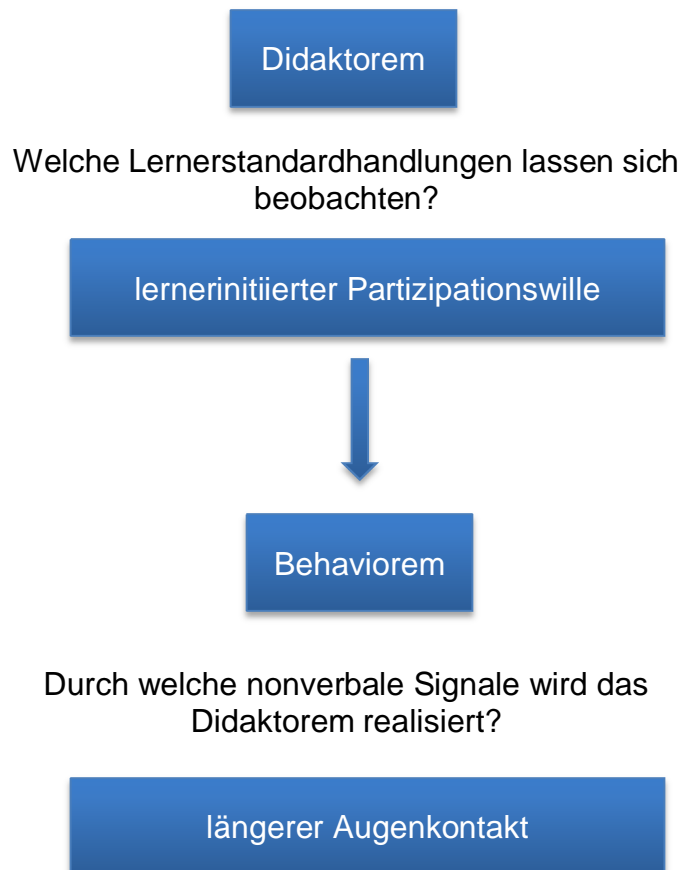 Didaktorem
Welche Lernerstandardhandlungen lassen sich
beobachten?
lernerinitiierter Partizipationswille
Behaviorem
Durch welche nonverbale Signale wird das
Didaktorem realisiert?
längerer Augenkontakt